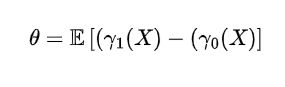 θ = 𝔼 [(γ₁(X) − (γ₀(X)]